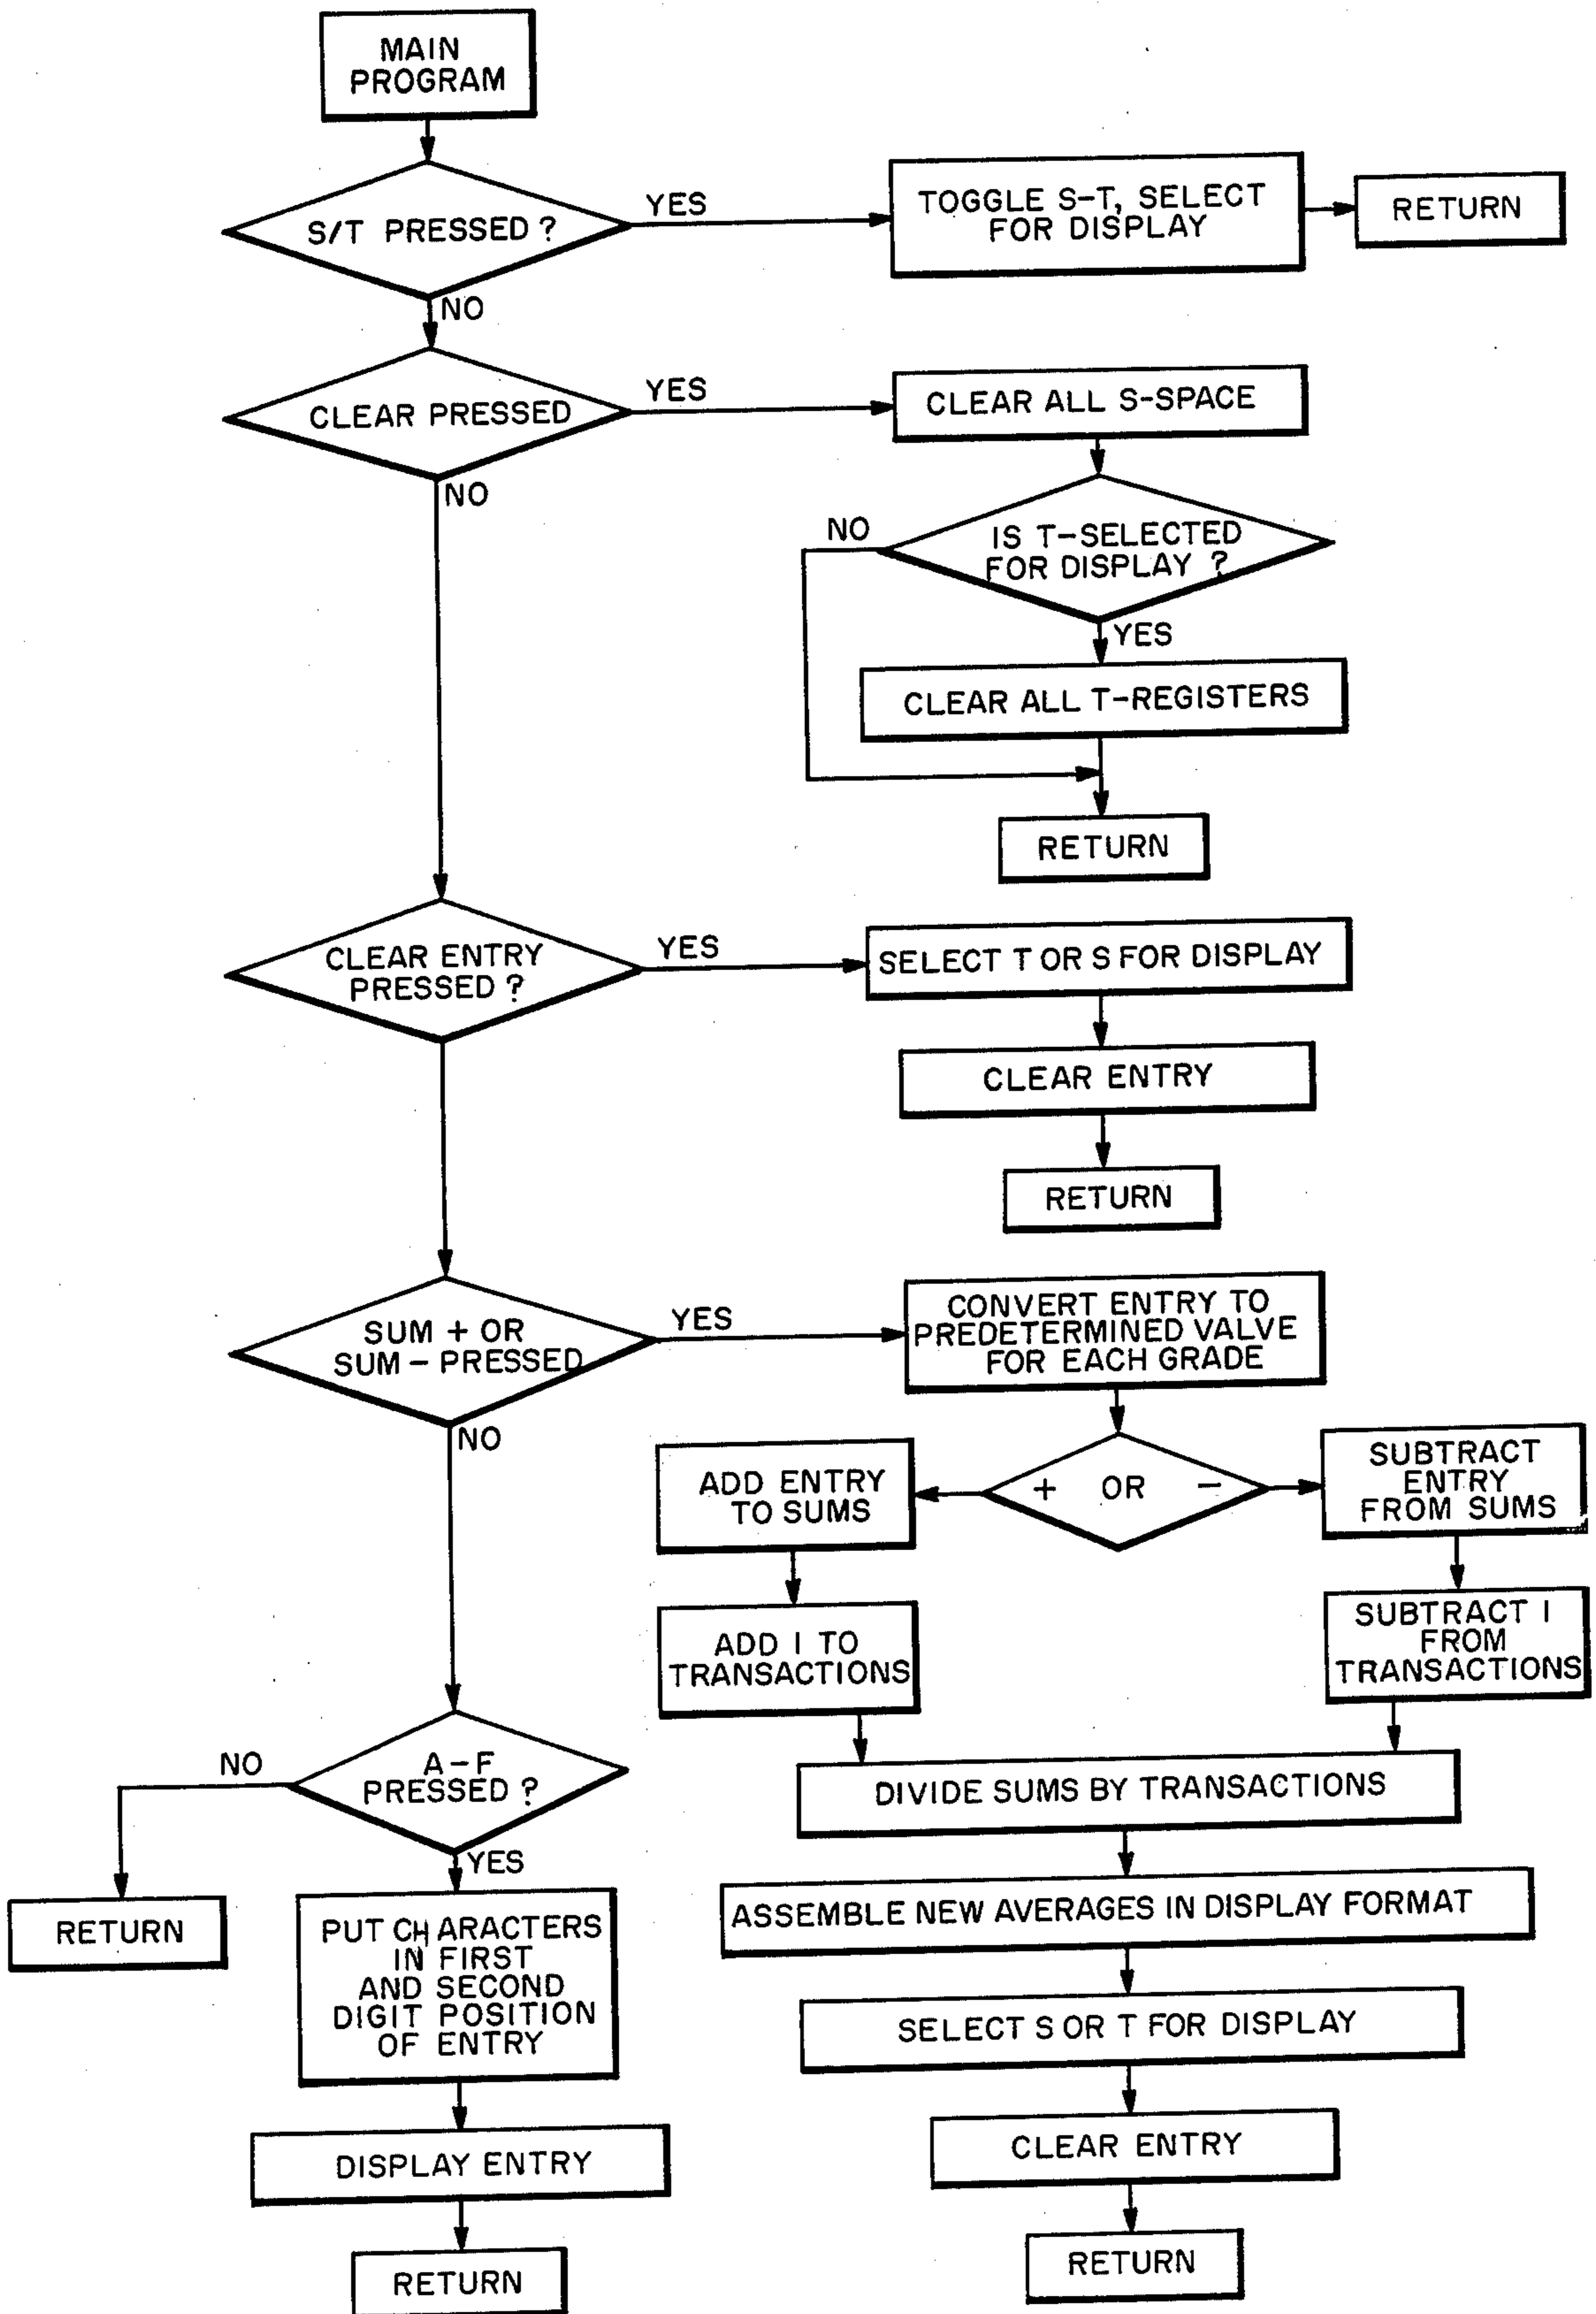 MAIN
PROGRAM
S/T PRESSED ?
YES
TOGGLE S-T, SELECT
FOR DISPLAY
RETURN
NO
CLEAR PRESSED
YES
CLEAR ALL S-SPACE
NO
NO
IS T-SELECTED
FOR DISPLAY ?
YES
CLEAR ALL T-REGISTERS
RETURN
CLEAR ENTRY
PRESSED ?
YES
SELECT T OR S FOR DISPLAY
CLEAR ENTRY
RETURN
SUM + OR
SUM - PRESSED
YES
CONVERT ENTRY TO
PREDETERMINED VALVE
FOR EACH GRADE
NO
ADD ENTRY
TO SUMS
+ OR -
SUBTRACT
ENTRY
FROM SUMS
ADD 1 TO
TRANSACTIONS
SUBTRACT 1
FROM
TRANSACTIONS
DIVIDE SUMS BY TRANSACTIONS
ASSEMBLE NEW AVERAGES IN DISPLAY FORMAT
SELECT S OR T FOR DISPLAY
CLEAR ENTRY
RETURN
A-F
PRESSED ?
NO
RETURN
YES
PUT CHARACTERS
IN FIRST
AND SECOND
DIGIT POSITION
OF ENTRY
DISPLAY ENTRY
RETURN